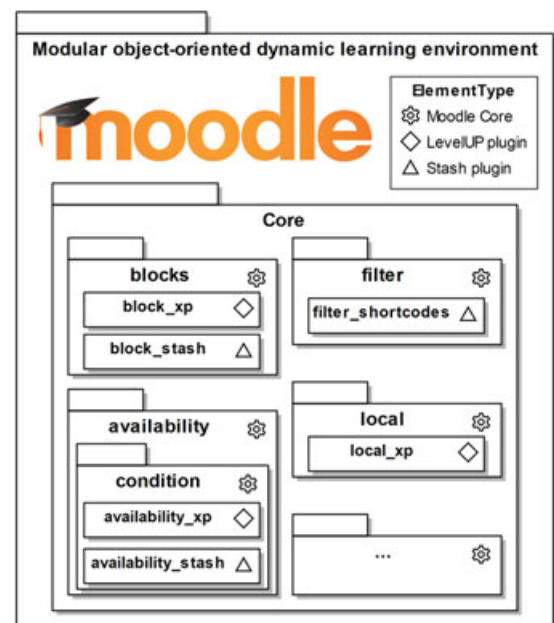 Modular object-oriented dynamic learning environment
moodle
ElementType
Moodle Core
LevelUP plugin
Stash plugin
Core
blocks
block_xp
block_stash
filter
filter_shortcodes
availability
condition
availability_xp
availability_stash
local
local_xp
...